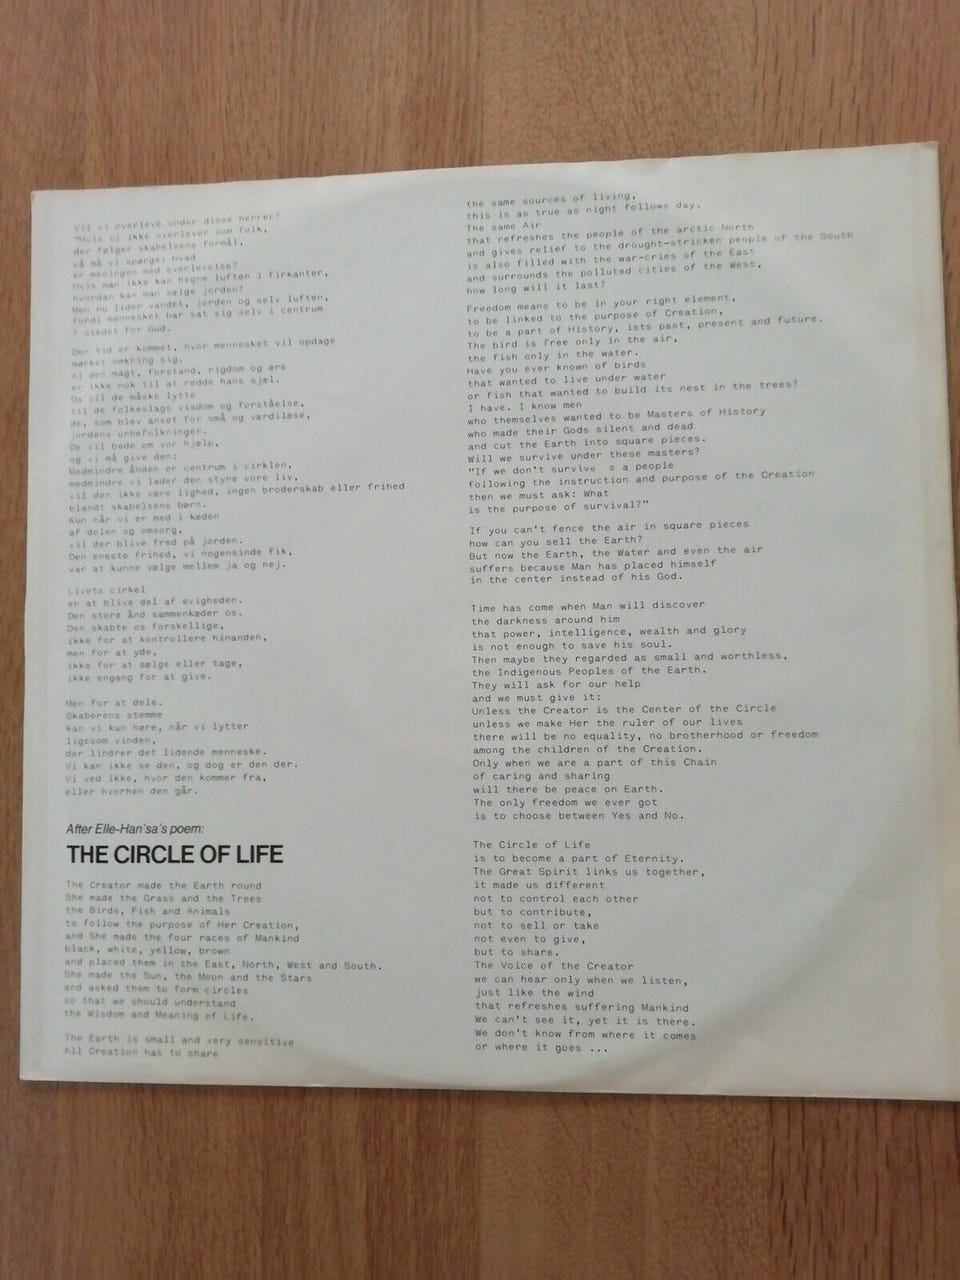 Vil vi overleve under disse herrer?
"Hvis vi ikke overlever som folk,
der følger skabelsens formål,
så må vi spørge: Hvad
er meningen med overlevelse?
Hvis man ikke kan hegne luften i firkanter,
hvordan kan man sælge jorden?
Men nu lider vandet, jorden og selv luften,
fordi mennesket har sat sig selv i centrum
i stedet for Gud.
Den tid er kommet, hvor mennesket vil opdage
mørket omkring sig.
Al den magt, forstand, rigdom og ære
er ikke nok til at redde hans sjæl.
Da vil de måske lytte
til de folkeslags visdom og forståelse,
de, som blev anset for små og værdiløse,
jordens urbefolkninger.
De vil bede om vor hjælp,
og vi må give den:
Medmindre ånden er centrum i cirklen,
medmindre vi lader den styre vore liv,
vil der ikke være lighed, ingen broderskab eller frihed
blandt skabelsens børn.
Kun når vi er med i kæden
af delen og omsorg,
vil der blive fred på jorden.
Den eneste frihed, vi nogensinde fik,
var at kunne vælge mellem ja og nej.
Livets cirkel
er at blive del af evigheden.
Den store ånd sammenkæder os.
Den skabte os forskellige,
ikke for at kontrollere hinanden,
men for at yde,
ikke for at sælge eller tage,
ikke engang for at give.
Men for at dele.
Skaberens stemme
kan vi kun høre, når vi lytter
ligesom vinden,
der lindrer det lidende menneske.
Vi kan ikke se den, og dog er den der.
Vi ved ikke, hvor den kommer fra,
eller hvorhen den går.
After Elle-Han'sa's poem:
THE CIRCLE OF LIFE
The Creator made the Earth round
She made the Grass and the Trees
the Birds, Fish and Animals
to follow the purpose of Her Creation,
and She made the four races of Mankind
black, white, yellow, brown
and placed them in the East, North, West and South.
She made the Sun, the Moon and the Stars
and asked them to form circles
so that we should understand
the Wisdom and Meaning of Life.
The Earth is small and very sensitive
All Creation has to share
the same sources of living,
this is as true as night follows day.
The same Air
that refreshes the people of the arctic North
and gives relief to the drought-stricken people of the South
is also filled with the war-cries of the East
and surrounds the polluted cities of the West,
how long will it last?
Freedom means to be in your right element,
to be linked to the purpose of Creation,
to be a part of History, ists past, present and future.
The bird is free only in the air,
the fish only in the water.
Have you ever known of birds
that wanted to live under water
or fish that wanted to build its nest in the trees?
I have. I know men
who themselves wanted to be Masters of History
who made their Gods silent and dead
and cut the Earth into square pieces.
Will we survive under these masters?
"If we don't survive s a people
following the instruction and purpose of the Creation
then we must ask: What
is the purpose of survival?"
If you can't fence the air in square pieces
how can you sell the Earth?
But now the Earth, the Water and even the air
suffers because Man has placed himself
in the center instead of his God.
Time has come when Man will discover
the darkness around him
that power, intelligence, wealth and glory
is not enough to save his soul.
Then maybe they regarded as small and worthless,
the Indigenous Peoples of the Earth.
They will ask for our help
and we must give it:
Unless the Creator is the Center of the Circle
unless we make Her the ruler of our lives
there will be no equality, no brotherhood or freedom
among the children of the Creation.
Only when we are a part of this Chain
of caring and sharing
will there be peace on Earth.
The only freedom we ever got
is to choose between Yes and No.
The Circle of Life
is to become a part of Eternity.
The Great Spirit links us together,
it made us different
not to control each other
but to contribute,
not to sell or take
not even to give,
but to share.
The Voice of the Creator
we can hear only when we listen,
just like the wind
that refreshes suffering Mankind
We can't see it, yet it is there.
We don't know from where it comes
or where it goes ...